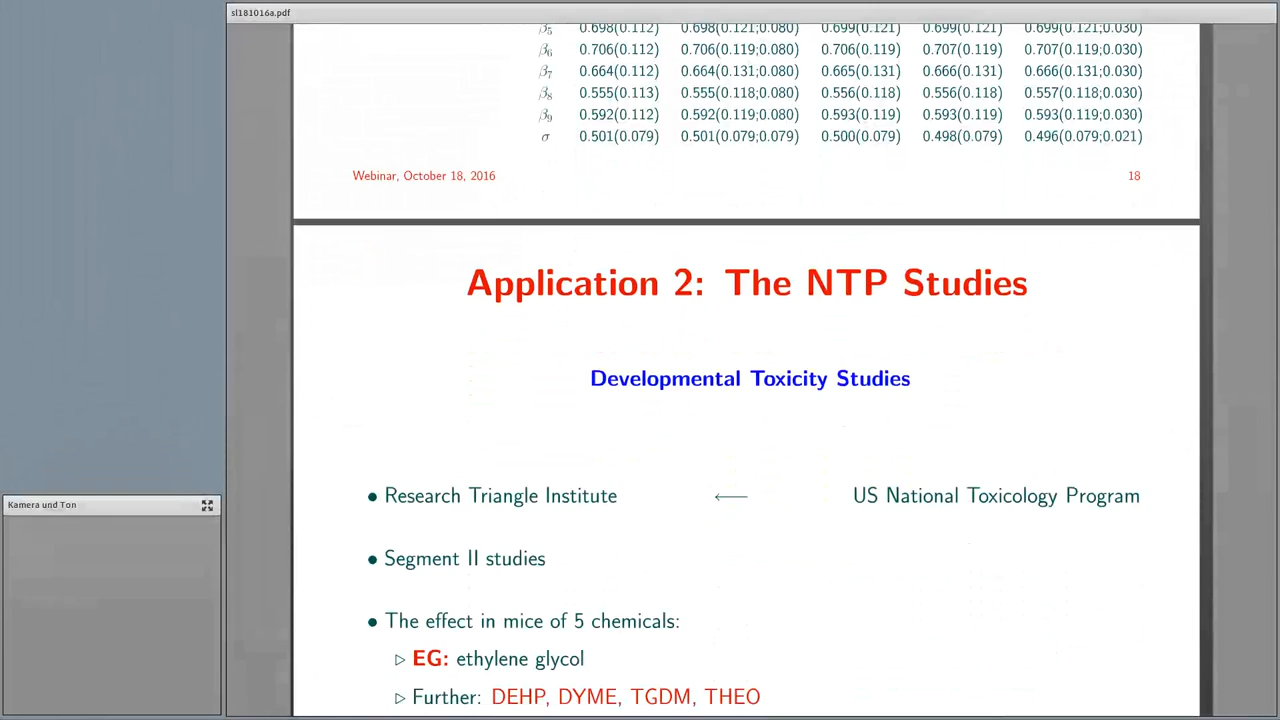 sl181016a.pdf
β5 0.698(0.112) 0.698(0.121;0.080) 0.699(0.121) 0.699(0.121) 0.699(0.121;0.030)
β6 0.706(0.112) 0.706(0.119;0.080) 0.706(0.119) 0.707(0.119) 0.707(0.119;0.030)
β7 0.664(0.112) 0.664(0.131;0.080) 0.665(0.131) 0.666(0.131) 0.666(0.131;0.030)
β8 0.555(0.113) 0.555(0.118;0.080) 0.556(0.118) 0.556(0.118) 0.557(0.118;0.030)
β9 0.592(0.112) 0.592(0.119;0.080) 0.593(0.119) 0.593(0.119) 0.593(0.119;0.030)
σ 0.501(0.079) 0.501(0.079;0.079) 0.500(0.079) 0.498(0.079) 0.496(0.079;0.021)
Webinar, October 18, 2016 18
Application 2: The NTP Studies
Developmental Toxicity Studies
• Research Triangle Institute ← US National Toxicology Program
• Segment II studies
• The effect in mice of 5 chemicals:
▷ EG: ethylene glycol
▷ Further: DEHP, DYME, TGDM, THEO
Kamera und Ton